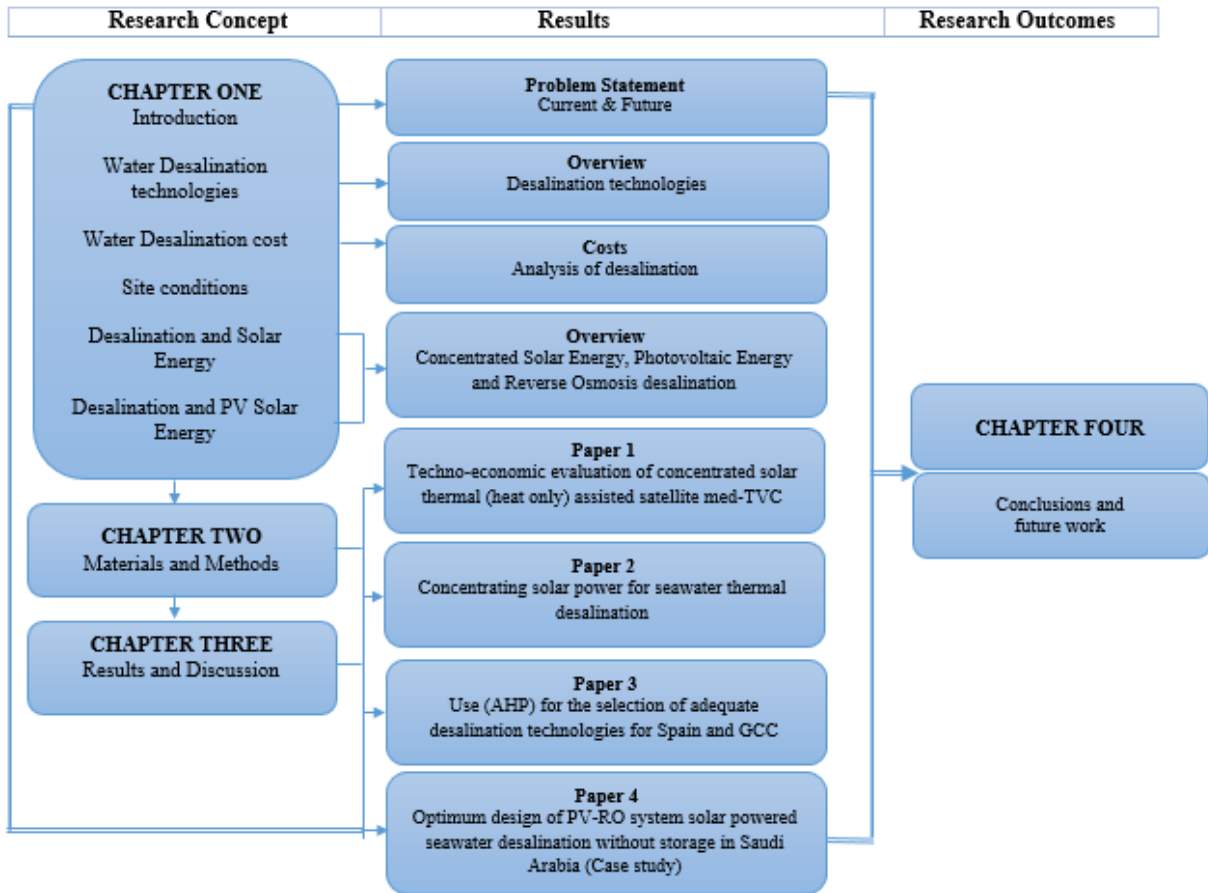 Research Concept
Results
Research Outcomes
CHAPTER ONE
Introduction
Water Desalination
technologies
Water Desalination cost
Site conditions
Desalination and Solar
Energy
Desalination and PV Solar
Energy
CHAPTER TWO
Materials and Methods
CHAPTER THREE
Results and Discussion
Problem Statement
Current & Future
Overview
Desalination technologies
Costs
Analysis of desalination
Overview
Concentrated Solar Energy, Photovoltaic Energy
and Reverse Osmosis desalination
Paper 1
Techno-economic evaluation of concentrated solar
thermal (heat only) assisted satellite med-TVC
Paper 2
Concentrating solar power for seawater thermal
desalination
Paper 3
Use (AHP) for the selection of adequate
desalination technologies for Spain and GCC
Paper 4
Optimum design of PV-RO system solar powered
seawater desalination without storage in Saudi
Arabia (Case study)
CHAPTER FOUR
Conclusions and
future work